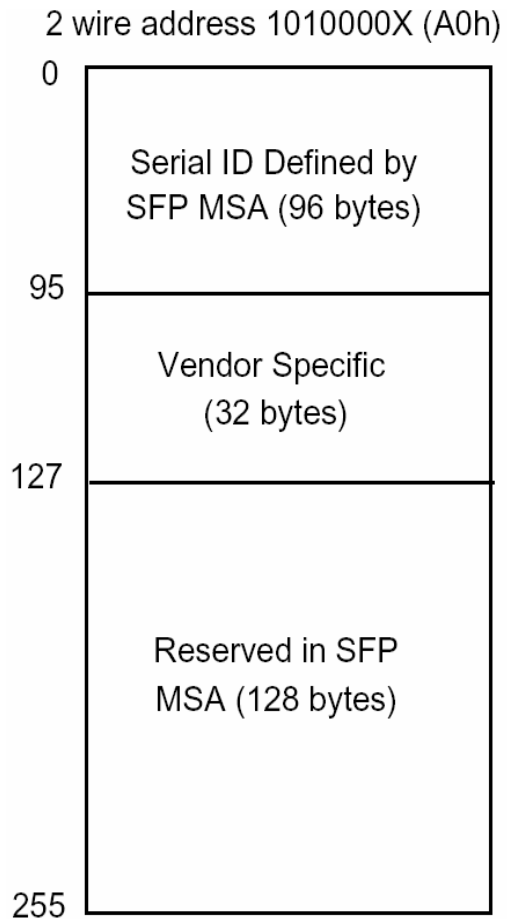 2 wire address 1010000X (A0h)
0
Serial ID Defined by
SFP MSA (96 bytes)
95
Vendor Specific
(32 bytes)
127
Reserved in SFP
MSA (128 bytes)
255